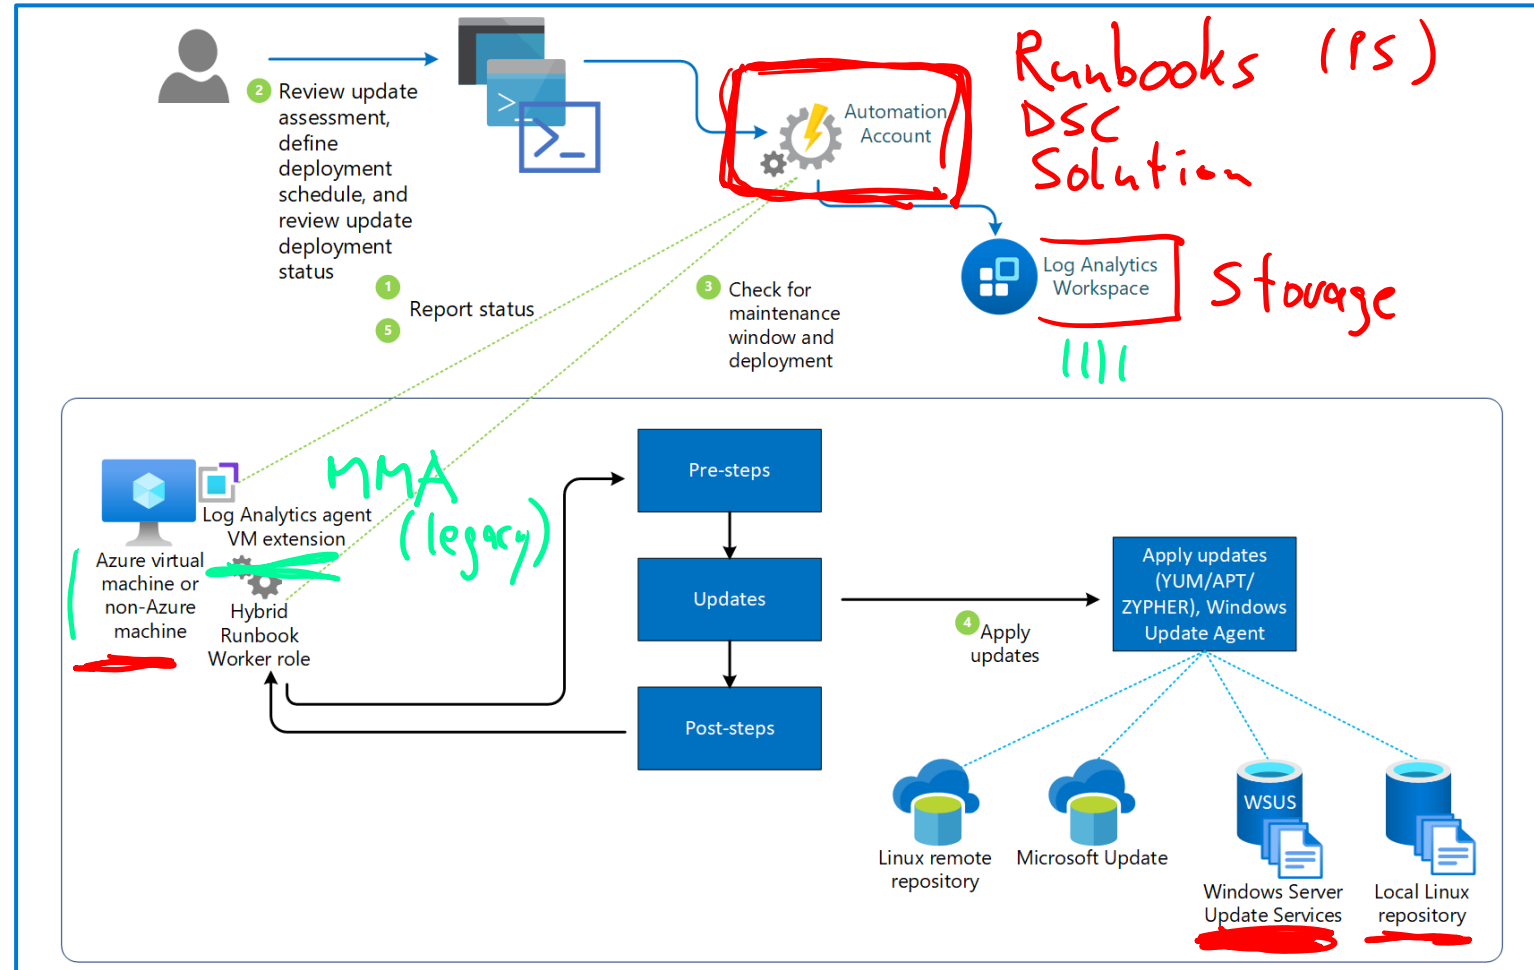 2
Review update
assessment,
define
deployment
schedule, and
review update
deployment
status
Automation
Account
Runbooks (PS)
DSC
Solution
Log Analytics
Workspace
Storage
1
5
Report status
3
Check for
maintenance
window and
deployment
MMA
(legacy)
Log Analytics agent
VM extension
Azure virtual
machine or
non-Azure
machine
Hybrid
Runbook
Worker role
Pre-steps
Updates
Post-steps
4
Apply
updates
Apply updates
(YUM/APT/
ZYPHER), Windows
Update Agent
Linux remote
repository
Microsoft Update
WSUS
Windows Server
Update Services
Local Linux
repository